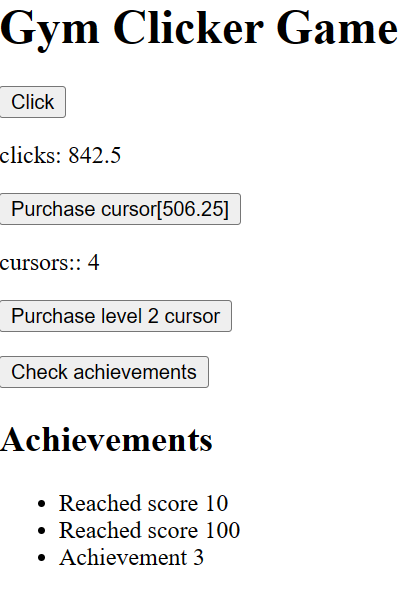 Gym Clicker Game
Click
clicks: 842.5
Purchase cursor[506.25]
cursors:: 4
Purchase level 2 cursor
Check achievements
Achievements
Reached score 10
Reached score 100
Achievement 3